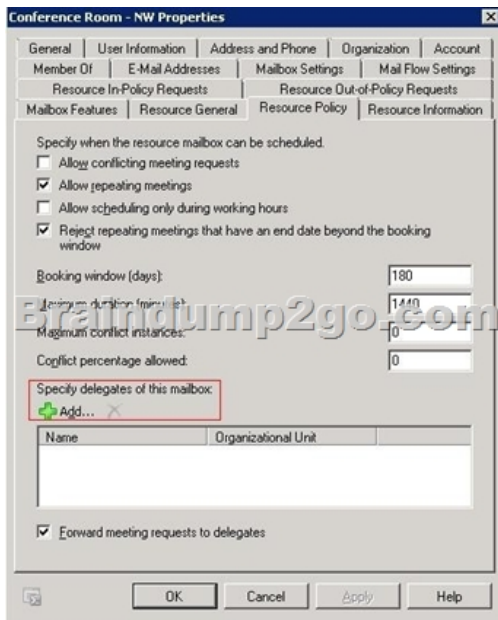 Conference Room - NW Properties
General User Information Address and Phone Organization Account
Member Of E-Mail Addresses Mailbox Settings Mail Flow Settings
Resource In-Policy Requests Resource Out-of-Policy Requests
Mailbox Features Resource General Resource Policy Resource Information
Specify when the resource mailbox can be scheduled.
Allow conflicting meeting requests
Allow repeating meetings
Allow scheduling only during working hours
Reject repeating meetings that have an end date beyond the booking
window
Booking window (days): 180
Maximum duration (minutes): 1440
Braindump2go.com
Maximum conflict instances: 0
Conflict percentage allowed: 0
Specify delegates of this mailbox:
Add...
Name Organizational Unit
Forward meeting requests to delegates
OK Cancel Apply Help